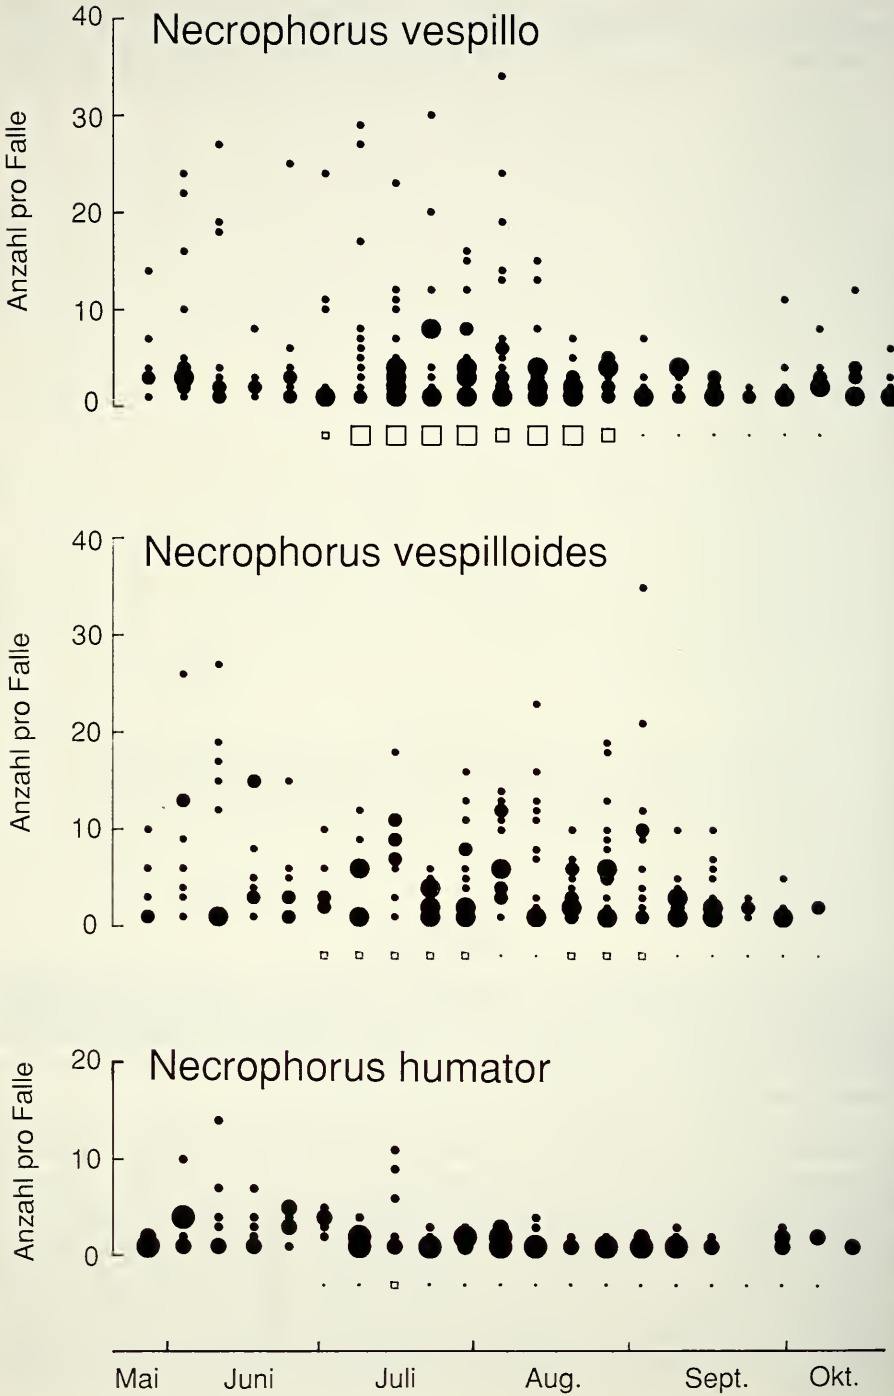 Necrophorus vespillo
Anzahl pro Falle
40
30
20
10
0
Necrophorus vespilloides
Anzahl pro Falle
40
30
20
10
0
Necrophorus humator
Anzahl pro Falle
20
10
0
Mai Juni Juli Aug. Sept. Okt.